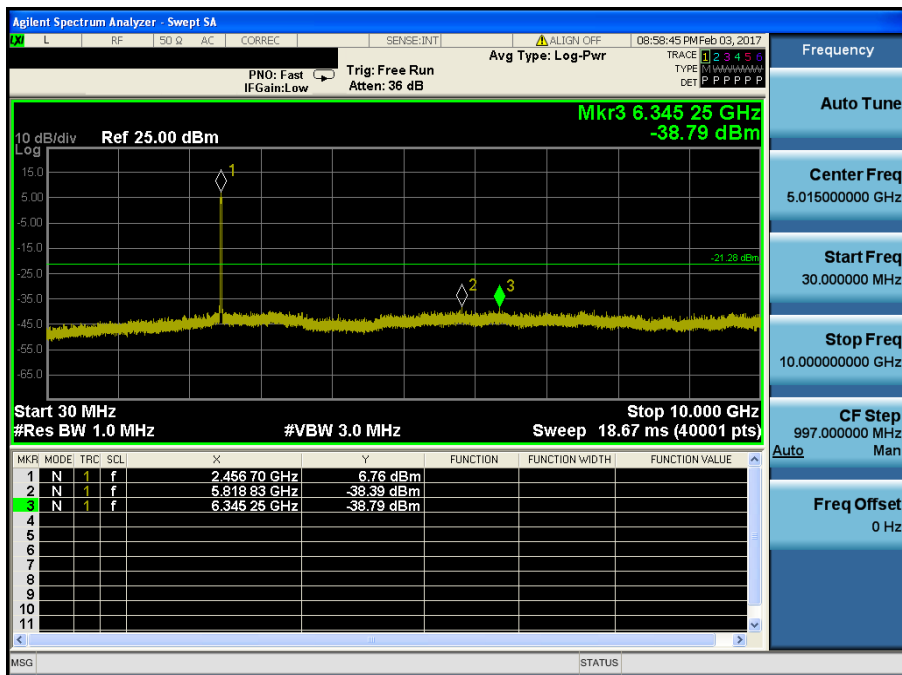 Agilent Spectrum Analyzer - Swept SA
LXI L RF 50 Ω AC CORREC SENSE:INT ALIGN OFF 08:58:45 PM Feb 03, 2017
Avg Type: Log-Pwr TRACE 1 2 3 4 5 6
PNO: Fast Trig: Free Run TYPE M WWWWW
IFGain:Low Atten: 36 dB DET P P P P P P
Frequency
Mkr3 6.345 25 GHz
-38.79 dBm
10 dB/div Ref 25.00 dBm
Log
15.0
5.00
-5.00
-15.0
-25.0
-35.0
-45.0
-55.0
-65.0
1
2
3
-21.28 dBm
Start 30 MHz Stop 10.000 GHz
#Res BW 1.0 MHz #VBW 3.0 MHz Sweep 18.67 ms (40001 pts)
MKR MODE TRC SCL X Y FUNCTION FUNCTION WIDTH FUNCTION VALUE
1 N 1 f 2.456 70 GHz 6.76 dBm
2 N 1 f 5.818 83 GHz -38.39 dBm
3 N 1 f 6.345 25 GHz -38.79 dBm
4
5
6
7
8
9
10
11
MSG STATUS
Auto Tune
Center Freq
5.015000000 GHz
Start Freq
30.000000 MHz
Stop Freq
10.000000000 GHz
CF Step
997.000000 MHz
Auto Man
Freq Offset
0 Hz